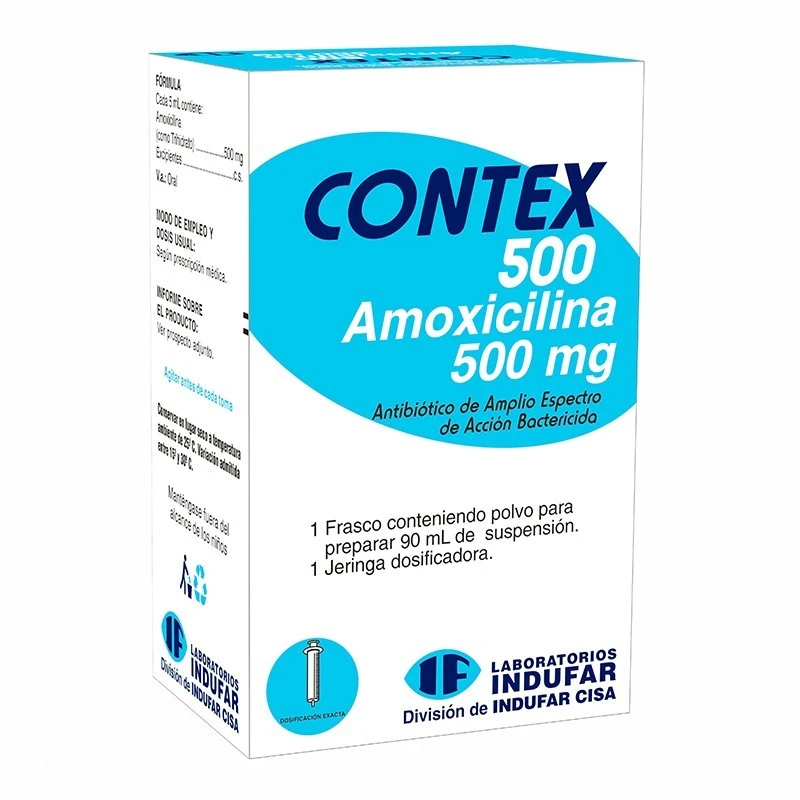 CONTEX
FÓRMULA
Cada 5 mL contiene:
Amoxicilina
(como Trihidrato) ............500 mg
Excipientes ....................c.s.
V.a.: Oral
MODO DE EMPLEO Y
DOSIS USUAL:
Según prescripción médica.
INFORME SOBRE
EL PRODUCTO:
Ver prospecto adjunto.
Agitar antes de cada toma
Conservar en lugar seco a temperatura
ambiente de 25º C. Variación admitida
entre 15º y 30º C.
Manténgase fuera del
alcance de los niños
IF
LABORATORIOS
INDUFAR
División de INDUFAR CISA
CONTEX
500
Amoxicilina
500 mg
Antibiótico de Amplio Espectro
de Acción Bactericida
1 Frasco conteniendo polvo para
preparar 90 mL de suspensión.
1 Jeringa dosificadora.
DOSIFICACIÓN EXACTA
IF
LABORATORIOS
INDUFAR
División de INDUFAR CISA